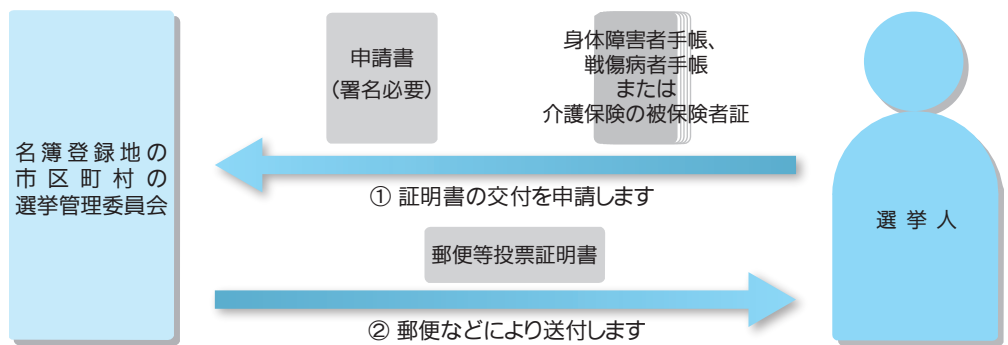 申請書
（署名必要）
身体障害者手帳、
戦傷病者手帳
または
介護保険の被保険者証
名簿登録地の
市区町村の
選挙管理委員会
① 証明書の交付を申請します
選挙人
郵便等投票証明書
② 郵便などにより送付します